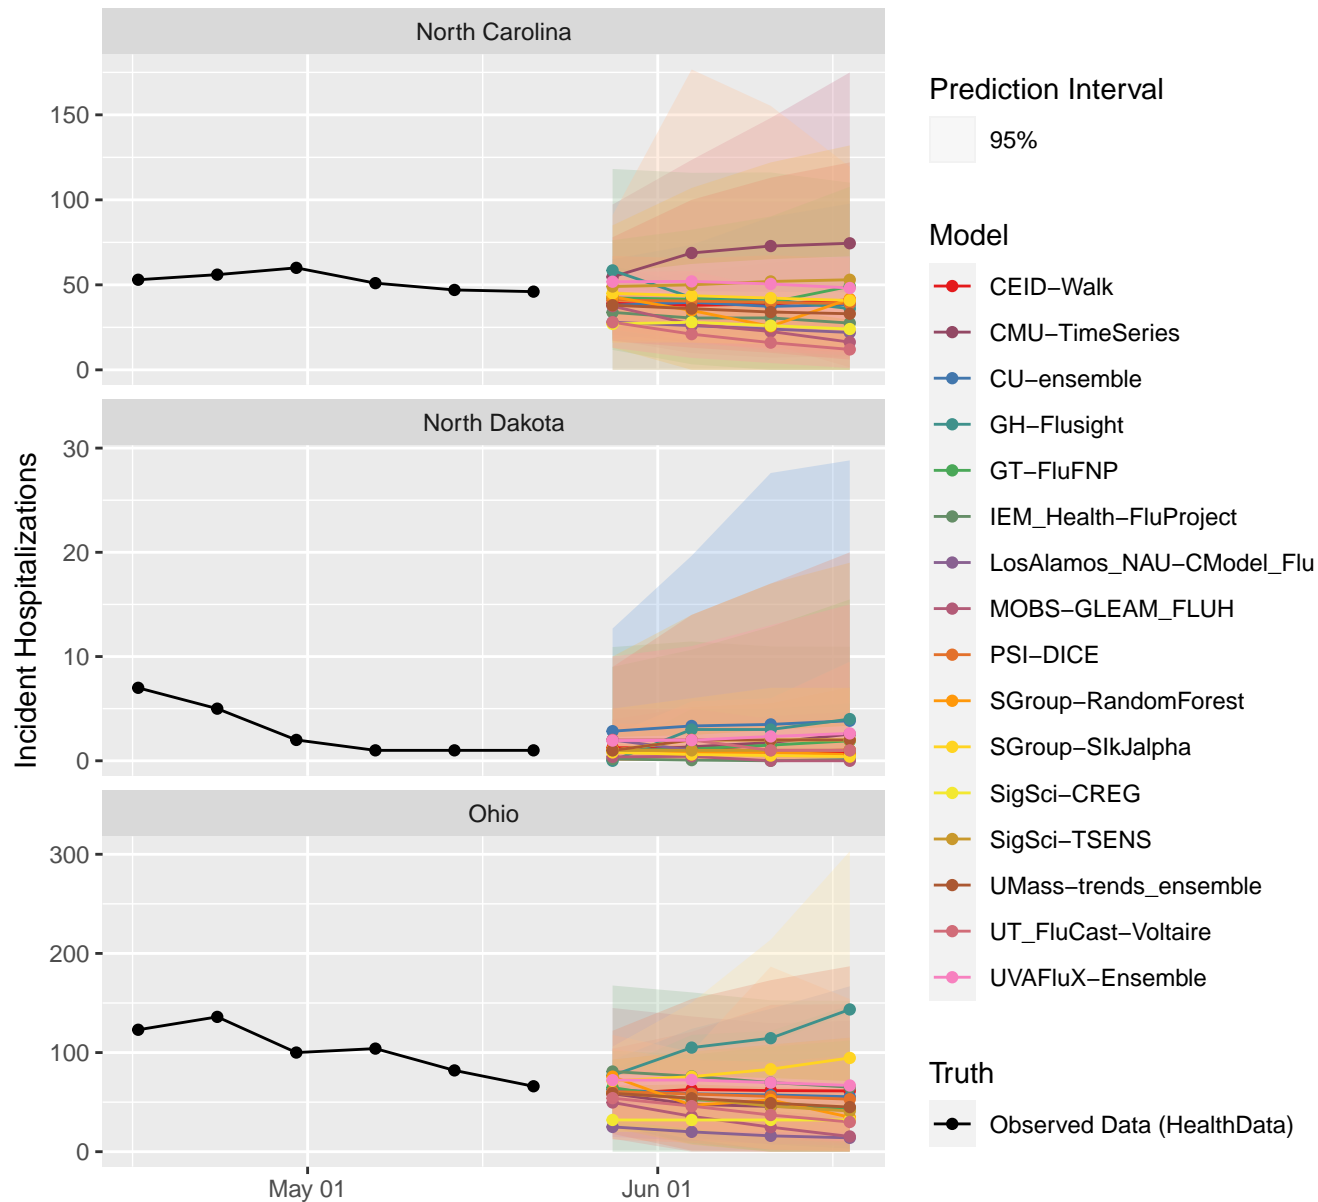 North Carolina
150
100
50
0
North Dakota
30
20
10
0
Ohio
300
200
100
0
May 01
Jun 01
Incident Hospitalizations
Prediction Interval
95%
Model
CEID−Walk
CMU−TimeSeries
CU−ensemble
GH−Flusight
GT−FluFNP
IEM_Health−FluProject
LosAlamos_NAU−CModel_Flu
MOBS−GLEAM_FLUH
PSI−DICE
SGroup−RandomForest
SGroup−SIkJalpha
SigSci−CREG
SigSci−TSENS
UMass−trends_ensemble
UT_FluCast−Voltaire
UVAFluX−Ensemble
Truth
Observed Data (HealthData)